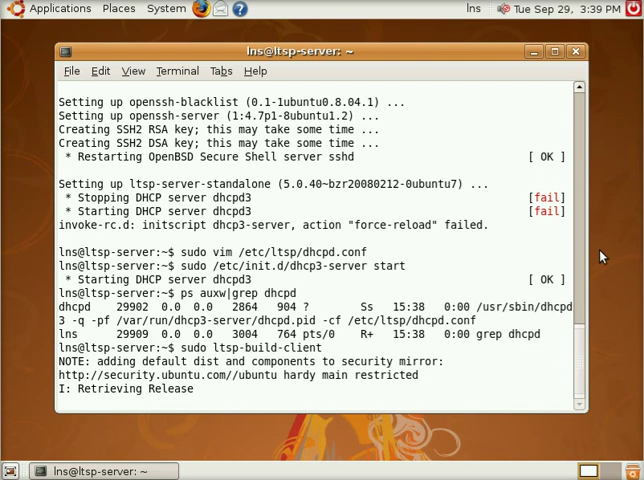 Applications Places System lns Tue Sep 29, 3:39 PM
lns@ltsp-server: ~
File Edit View Terminal Tabs Help
Setting up openssh-blacklist (0.1-1ubuntu0.8.04.1) ...
Setting up openssh-server (1:4.7p1-8ubuntu1.2) ...
Creating SSH2 RSA key; this may take some time ...
Creating SSH2 DSA key; this may take some time ...
* Restarting OpenBSD Secure Shell server sshd [ OK ]
Setting up ltsp-server-standalone (5.0.40~bzr20080212-0ubuntu7) ...
* Stopping DHCP server dhcpd3 [fail]
* Starting DHCP server dhcpd3 [fail]
invoke-rc.d: initscript dhcp3-server, action "force-reload" failed.
lns@ltsp-server:~$ sudo vim /etc/ltsp/dhcpd.conf
lns@ltsp-server:~$ sudo /etc/init.d/dhcp3-server start
* Starting DHCP server dhcpd3 [ OK ]
lns@ltsp-server:~$ ps auxw|grep dhcpd
dhcpd 29902 0.0 0.0 2864 904 ? Ss 15:38 0:00 /usr/sbin/dhcpd
3 -q -pf /var/run/dhcp3-server/dhcpd.pid -cf /etc/ltsp/dhcpd.conf
lns 29909 0.0 0.0 3004 764 pts/0 R+ 15:38 0:00 grep dhcpd
lns@ltsp-server:~$ sudo ltsp-build-client
NOTE: adding default dist and components to security mirror:
http://security.ubuntu.com//ubuntu hardy main restricted
I: Retrieving Release
lns@ltsp-server: ~